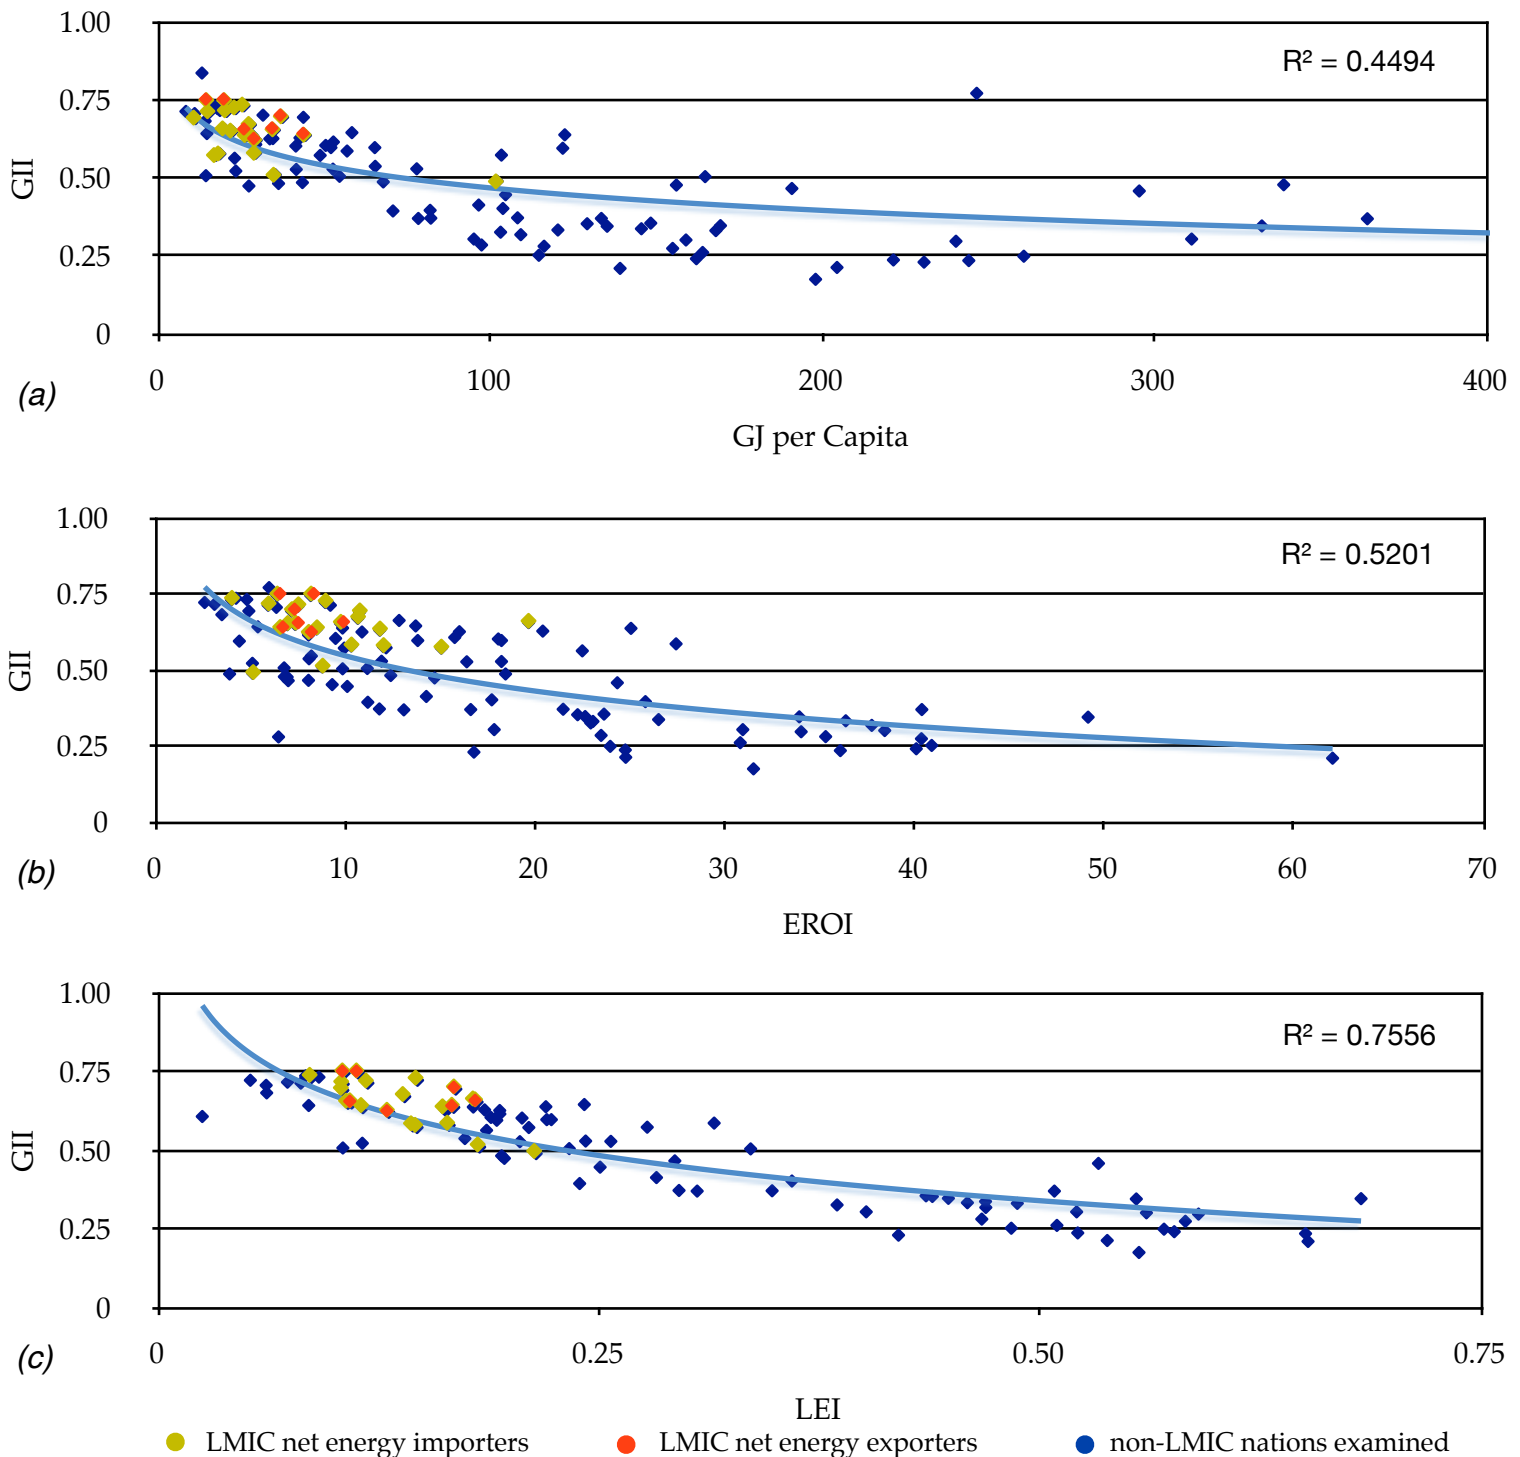 1.00
R² = 0.4494
0.75
GII
0.50
0.25
0
0 100 200 300 400
(a)
GJ per Capita
1.00
R² = 0.5201
0.75
GII
0.50
0.25
0
0 10 20 30 40 50 60 70
(b)
EROI
1.00
R² = 0.7556
0.75
GII
0.50
0.25
0
0 0.25 0.50 0.75
(c)
LEI
LMIC net energy importers LMIC net energy exporters non-LMIC nations examined